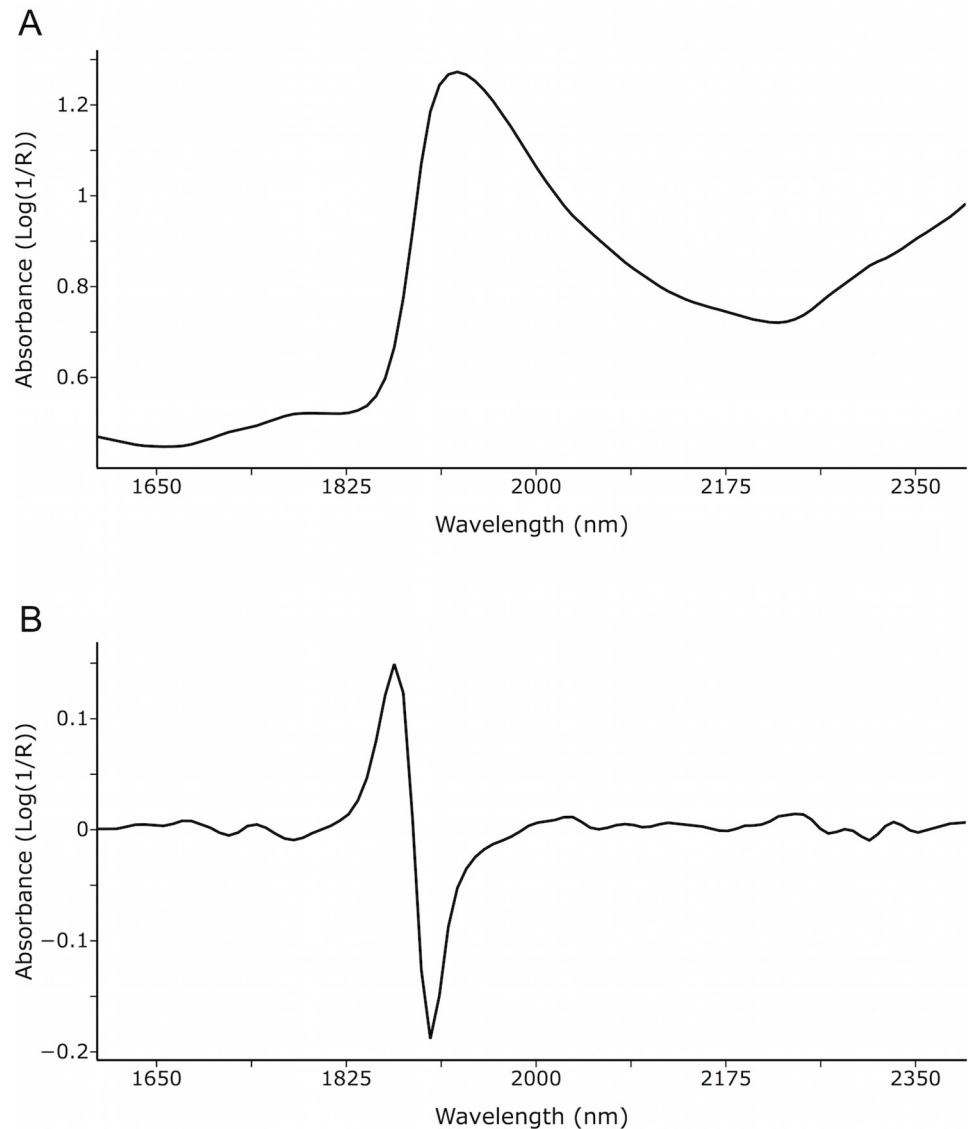 A
Absorbance (Log(1/R))
1.2
1
0.8
0.6
1650 1825 2000 2175 2350
Wavelength (nm)
B
Absorbance (Log(1/R))
0.1
0
−0.1
−0.2
1650 1825 2000 2175 2350
Wavelength (nm)